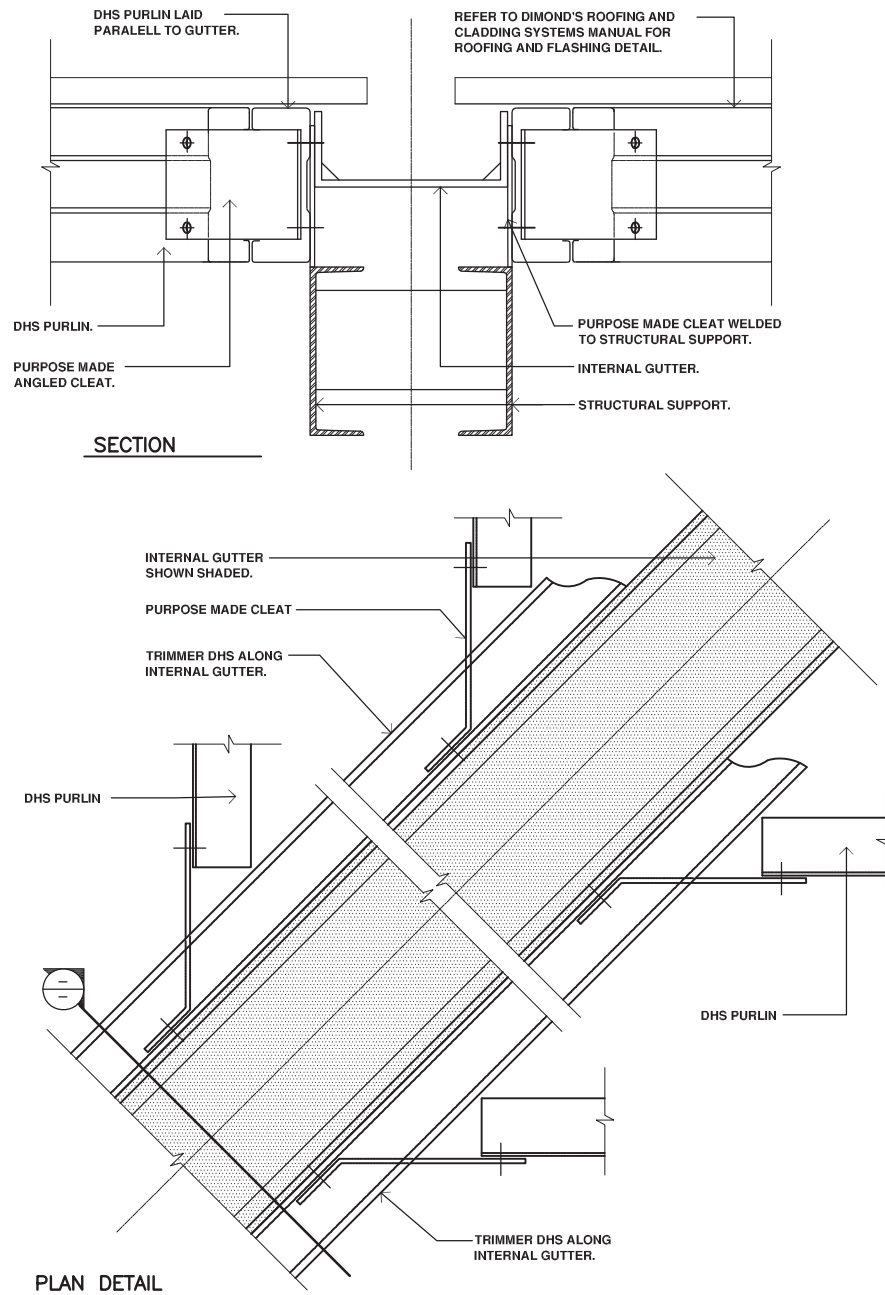 DHS PURLIN LAID
PARALELL TO GUTTER.
REFER TO DIMOND'S ROOFING AND
CLADDING SYSTEMS MANUAL FOR
ROOFING AND FLASHING DETAIL.
DHS PURLIN.
PURPOSE MADE
ANGLED CLEAT.
PURPOSE MADE CLEAT WELDED
TO STRUCTURAL SUPPORT.
INTERNAL GUTTER.
STRUCTURAL SUPPORT.
SECTION
INTERNAL GUTTER
SHOWN SHADED.
PURPOSE MADE CLEAT
TRIMMER DHS ALONG
INTERNAL GUTTER.
DHS PURLIN
DHS PURLIN
TRIMMER DHS ALONG
INTERNAL GUTTER.
PLAN DETAIL